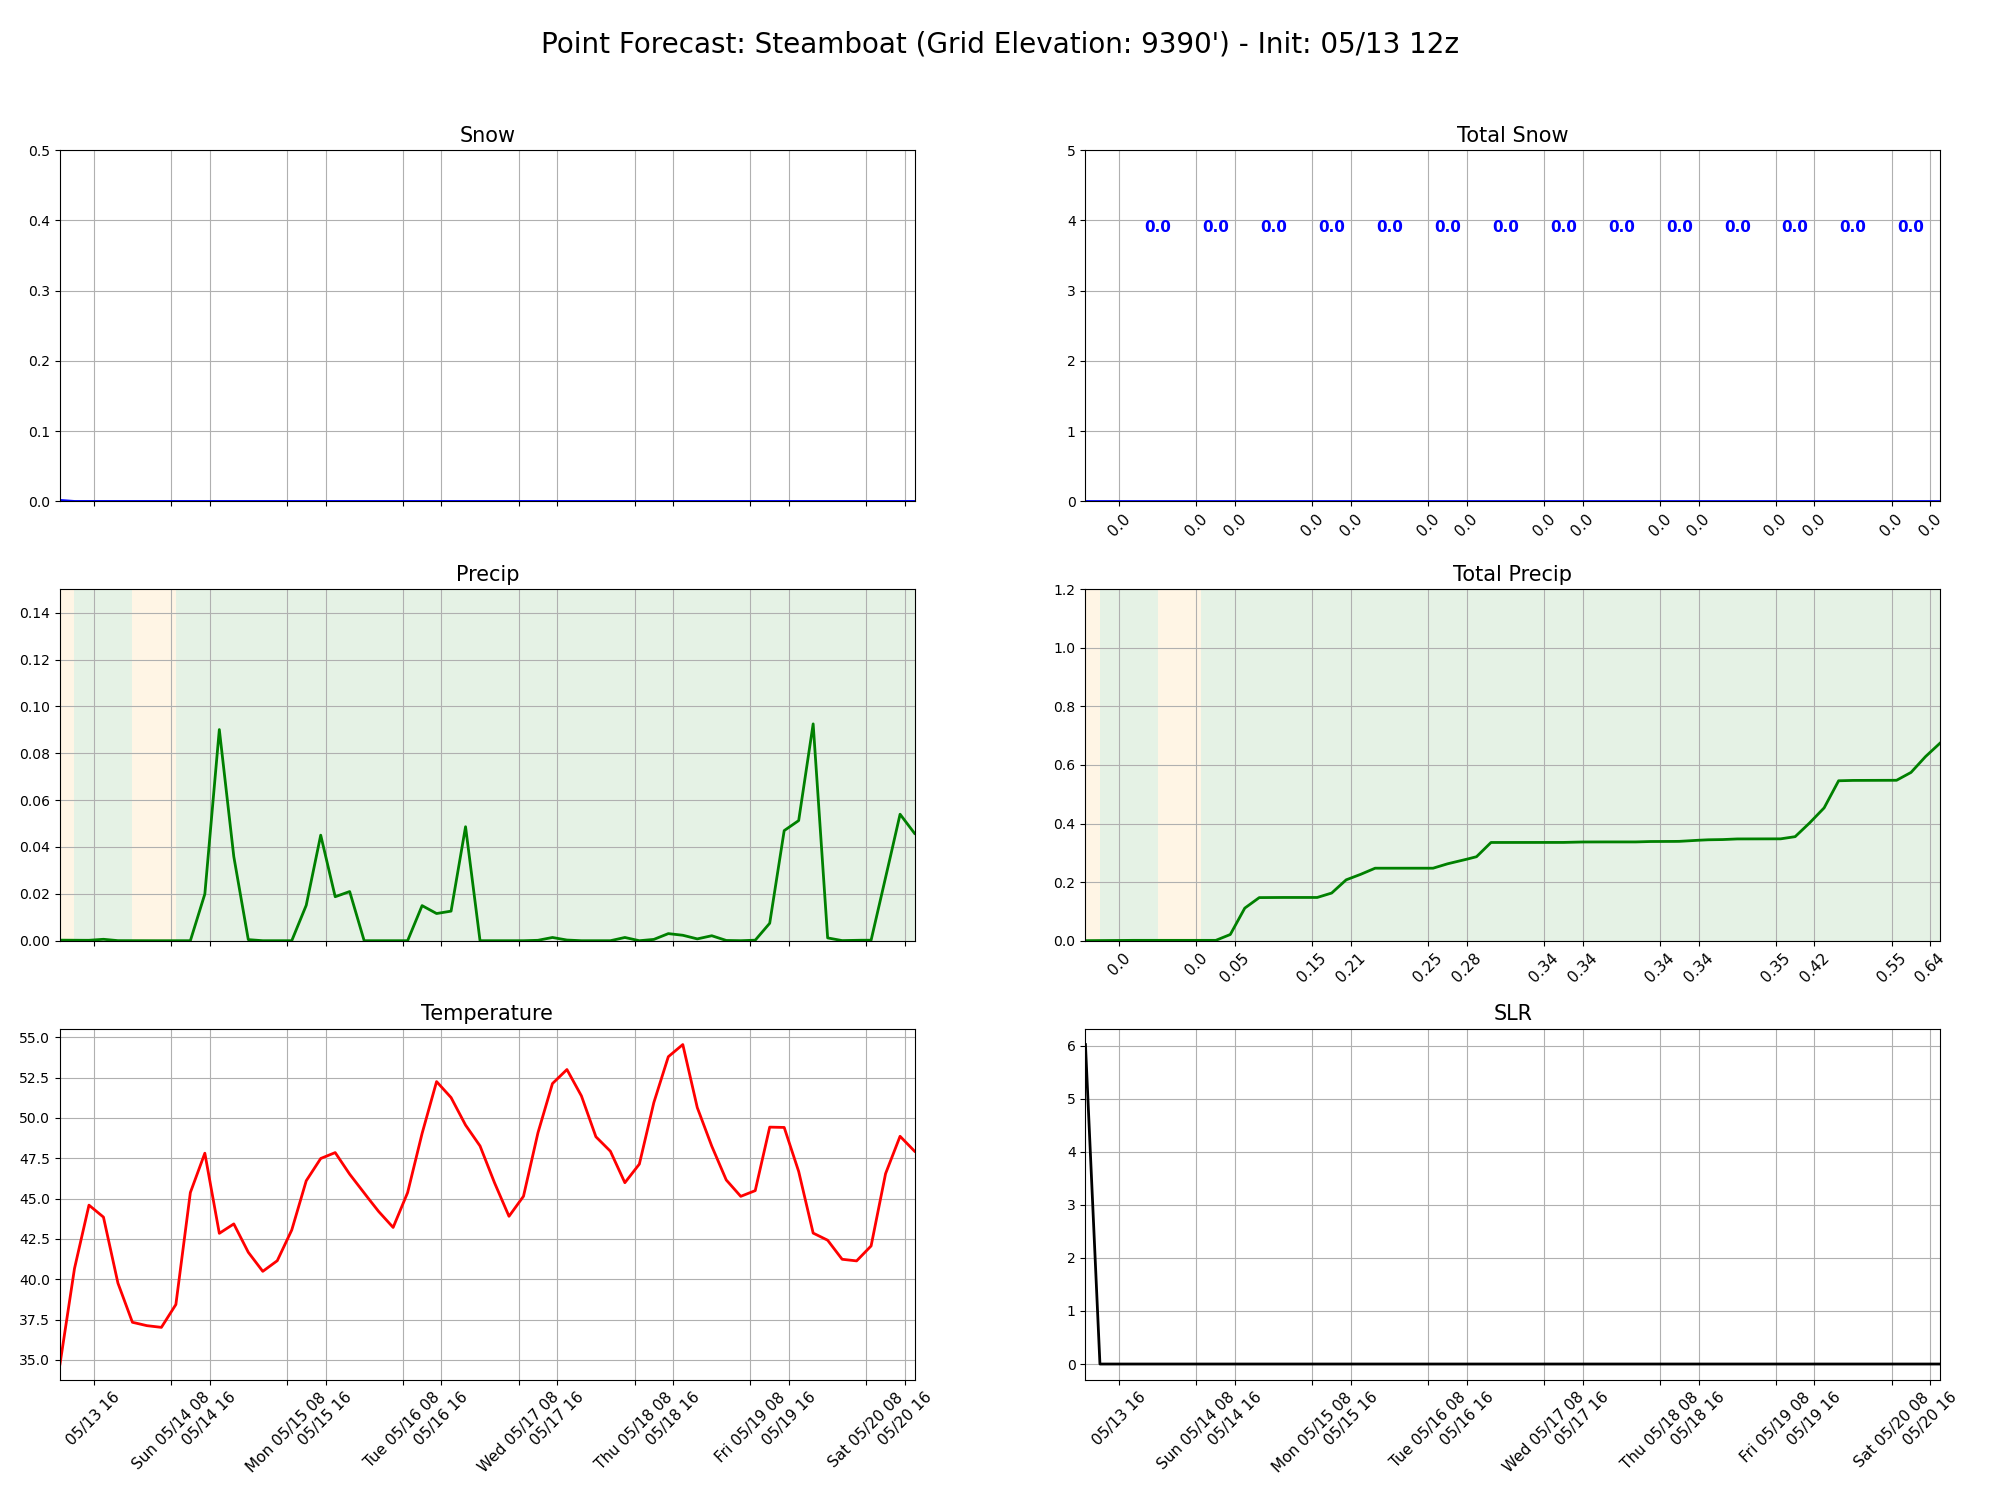 Point Forecast: Steamboat (Grid Elevation: 9390') - Init: 05/13 12z
Snow
0.5
0.4
0.3
0.2
0.1
0.0
Total Snow
5
4
3
2
1
0
0.0 0.0 0.0 0.0 0.0 0.0 0.0 0.0 0.0 0.0 0.0 0.0 0.0 0.0
0.0 0.0 0.0 0.0 0.0 0.0 0.0 0.0 0.0 0.0 0.0 0.0 0.0 0.0 0.0
Precip
0.14
0.12
0.10
0.08
0.06
0.04
0.02
0.00
Total Precip
1.2
1.0
0.8
0.6
0.4
0.2
0.0
0.0 0.0 0.05 0.15 0.21 0.25 0.28 0.34 0.34 0.34 0.34 0.35 0.42 0.55 0.64
Temperature
55.0
52.5
50.0
47.5
45.0
42.5
40.0
37.5
35.0
05/13 16
Sun 05/14 08
05/14 16
Mon 05/15 08
05/15 16
Tue 05/16 08
05/16 16
Wed 05/17 08
05/17 16
Thu 05/18 08
05/18 16
Fri 05/19 08
05/19 16
Sat 05/20 08
05/20 16
SLR
6
5
4
3
2
1
0
05/13 16
Sun 05/14 08
05/14 16
Mon 05/15 08
05/15 16
Tue 05/16 08
05/16 16
Wed 05/17 08
05/17 16
Thu 05/18 08
05/18 16
Fri 05/19 08
05/19 16
Sat 05/20 08
05/20 16